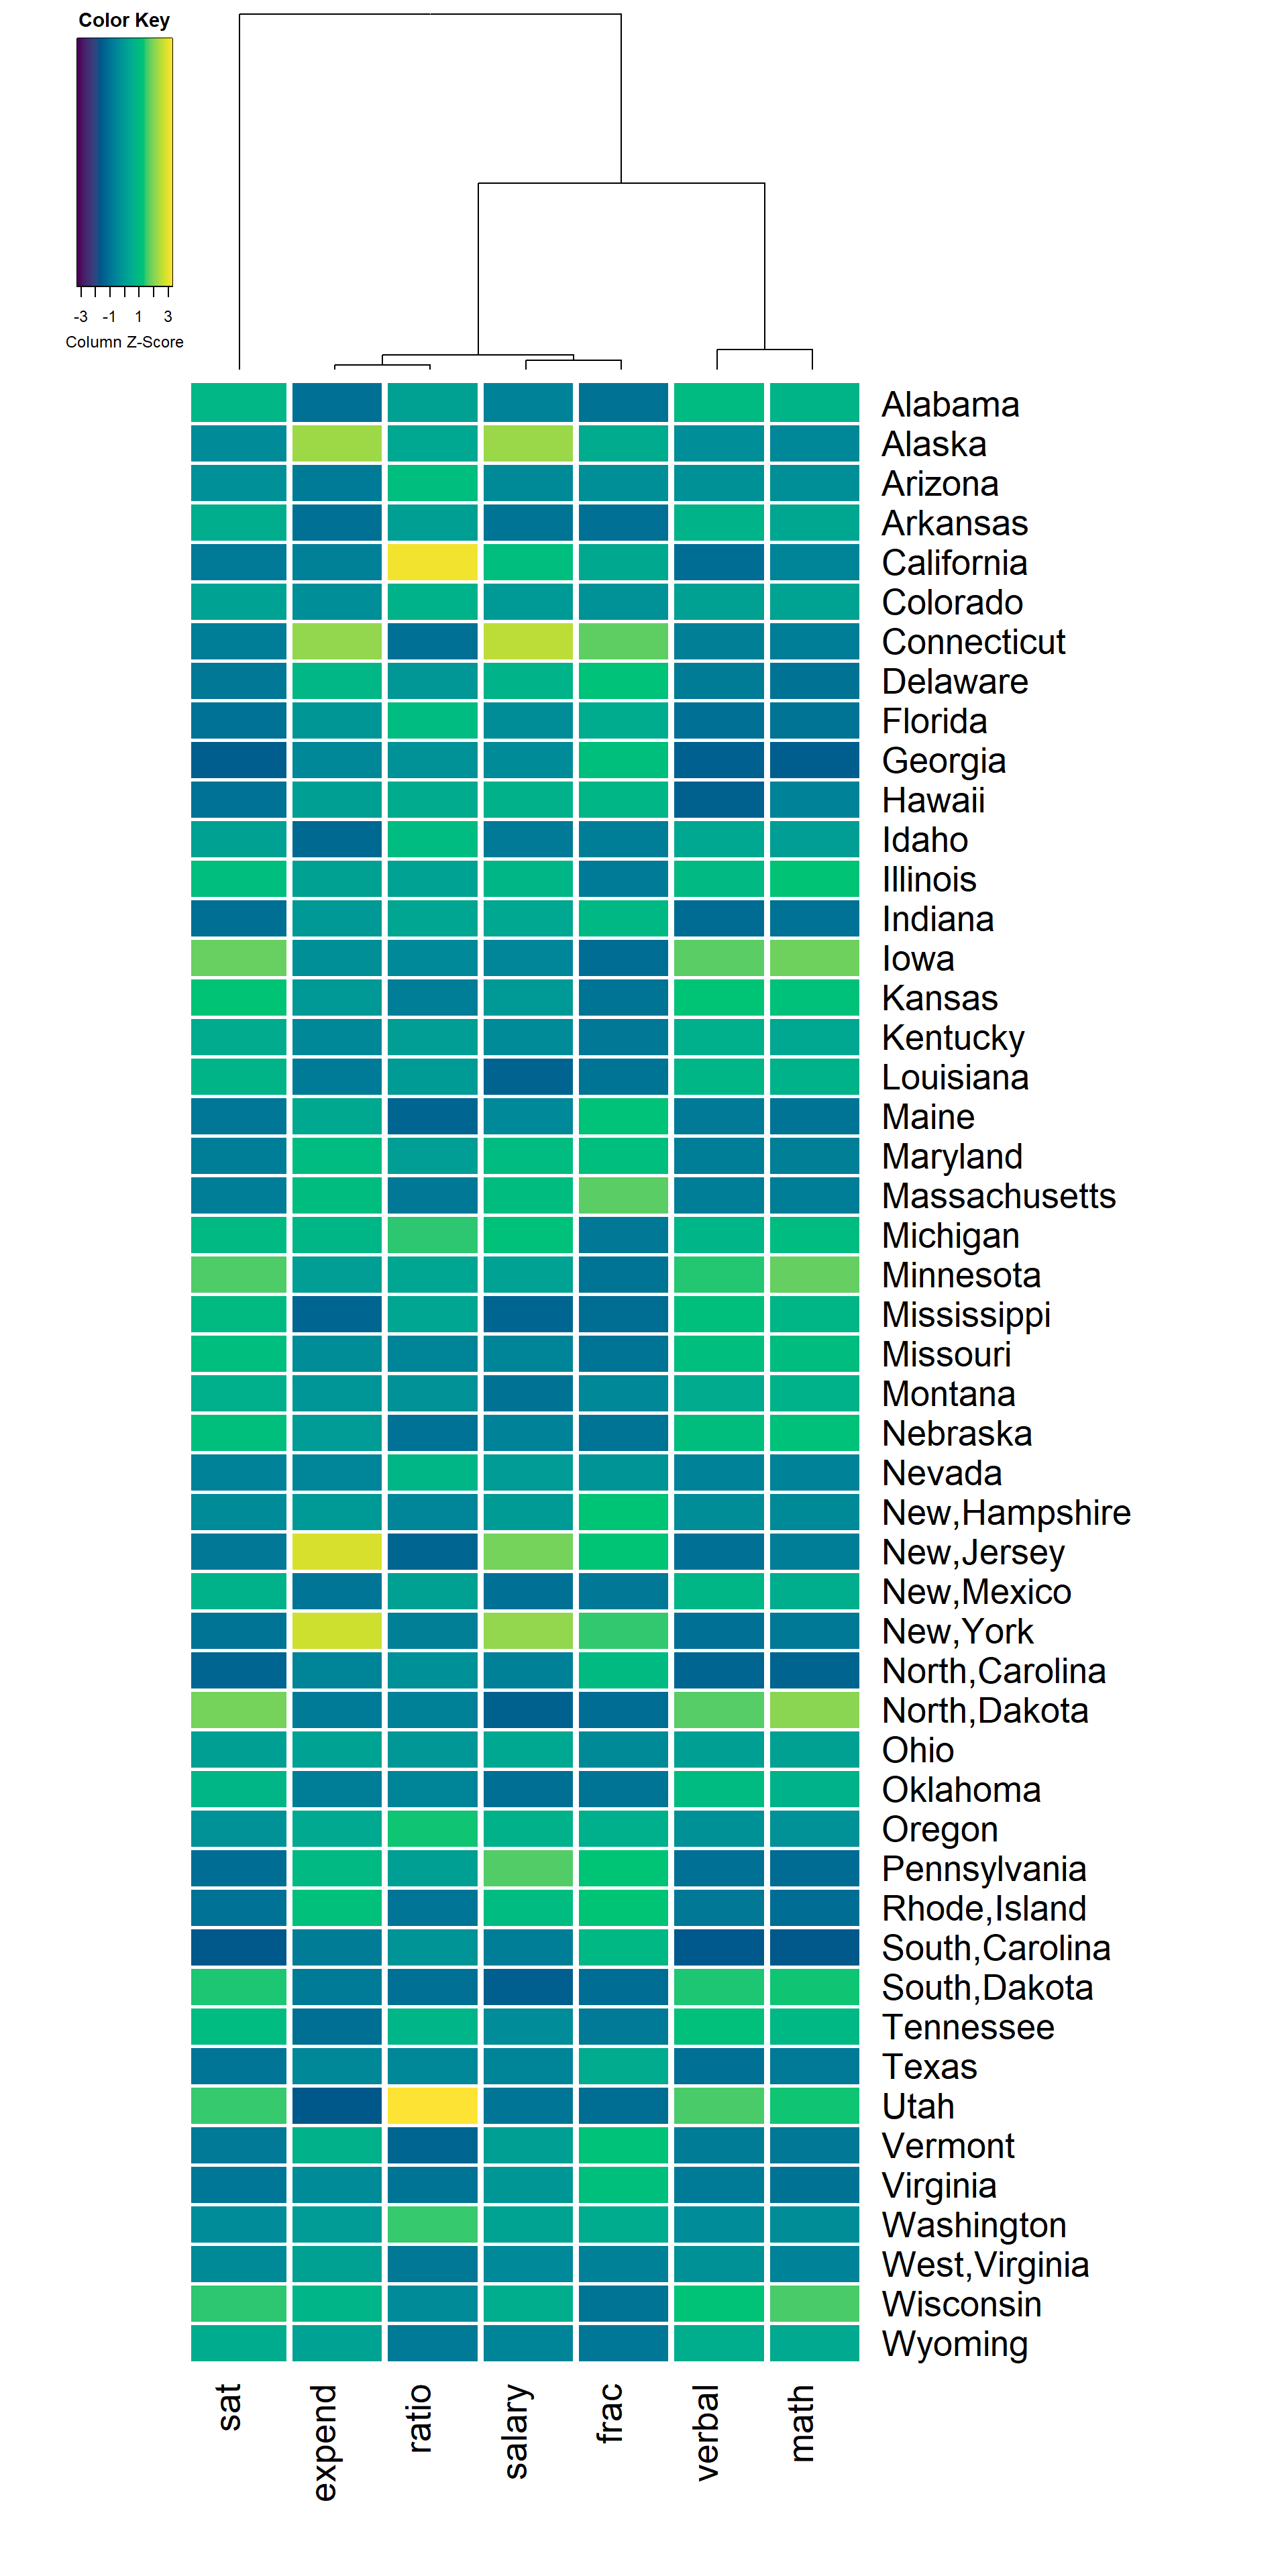 Color Key
-3 -1 1 3
Column Z-Score
Alabama
Alaska
Arizona
Arkansas
California
Colorado
Connecticut
Delaware
Florida
Georgia
Hawaii
Idaho
Illinois
Indiana
Iowa
Kansas
Kentucky
Louisiana
Maine
Maryland
Massachusetts
Michigan
Minnesota
Mississippi
Missouri
Montana
Nebraska
Nevada
New,Hampshire
New,Jersey
New,Mexico
New,York
North,Carolina
North,Dakota
Ohio
Oklahoma
Oregon
Pennsylvania
Rhode,Island
South,Carolina
South,Dakota
Tennessee
Texas
Utah
Vermont
Virginia
Washington
West,Virginia
Wisconsin
Wyoming
sat
expend
ratio
salary
frac
verbal
math